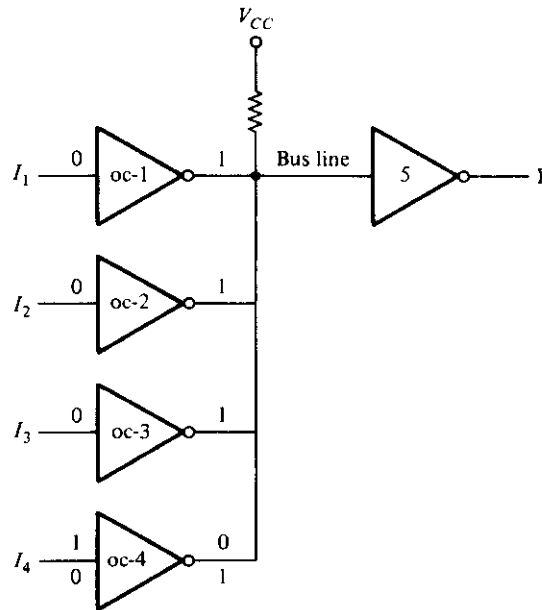 V_CC
I_1 0 oc-1 1 Bus line 5 Y
I_2 0 oc-2 1
I_3 0 oc-3 1
I_4 1 0 oc-4 0 1